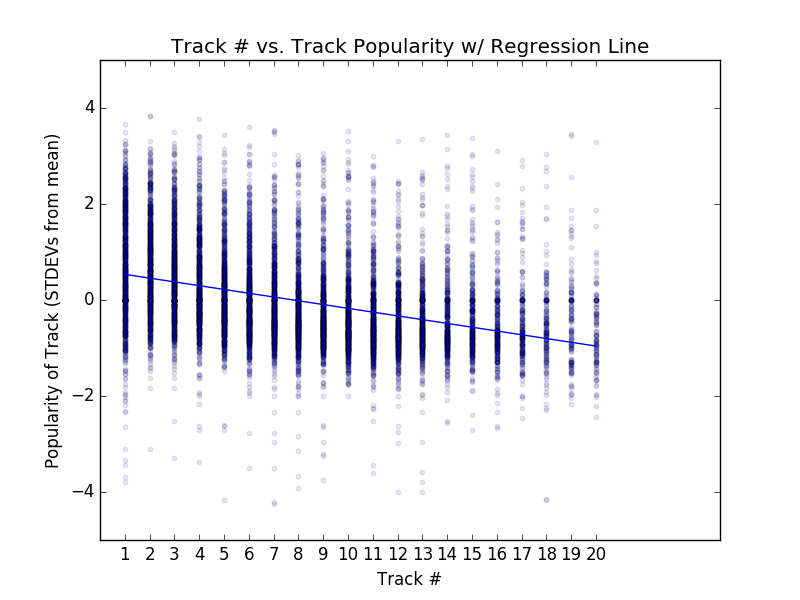 Track # vs. Track Popularity w/ Regression Line
Popularity of Track (STDEVs from mean)
4
2
0
−2
−4
1 2 3 4 5 6 7 8 9 10 11 12 13 14 15 16 17 18 19 20
Track #